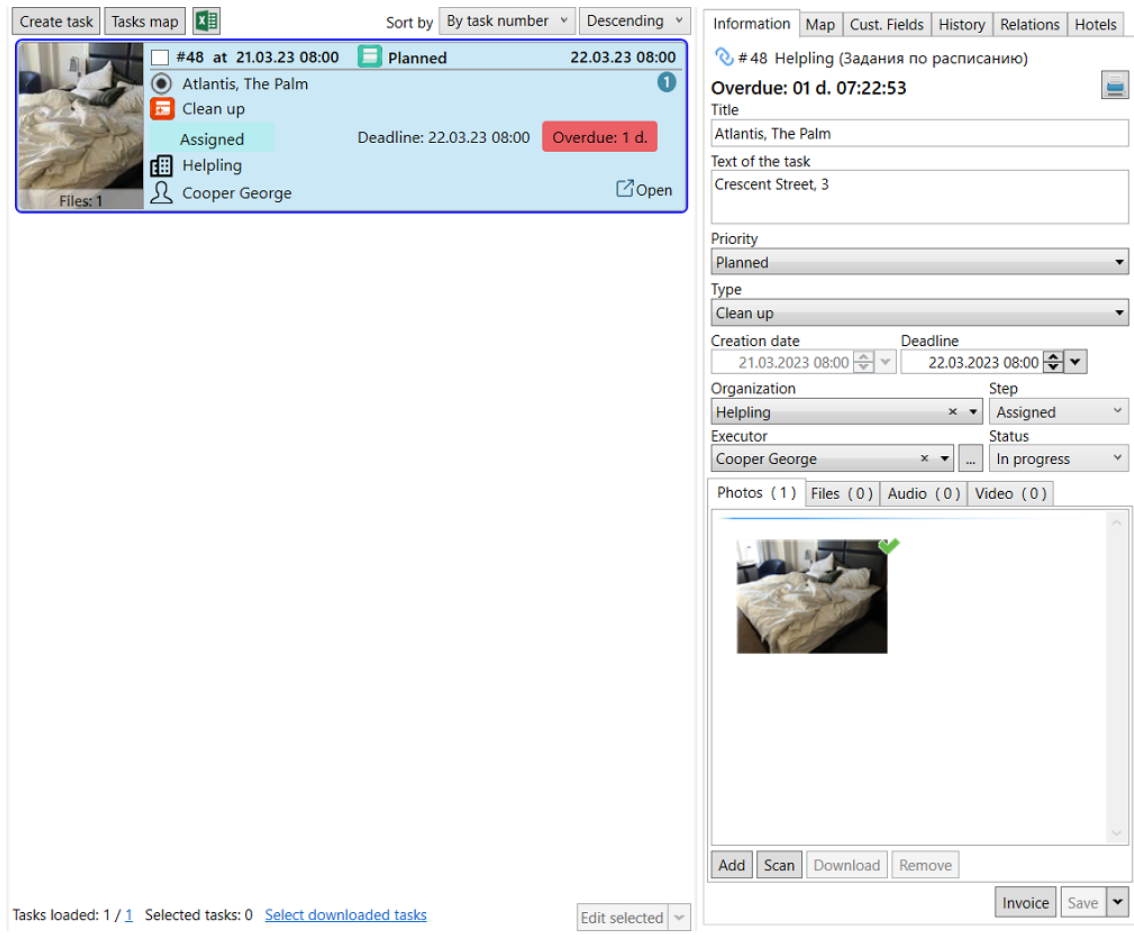 Create task Tasks map Sort by By task number Descending
#48 at 21.03.23 08:00 Planned 22.03.23 08:00
Atlantis, The Palm 1
Clean up
Assigned Deadline: 22.03.23 08:00 Overdue: 1 d.
Helpling
Cooper George Open
Files: 1
Tasks loaded: 1 / 1 Selected tasks: 0 Select downloaded tasks Edit selected
Information Map Cust. Fields History Relations Hotels
# 48 Helpling (Задания по расписанию)
Overdue: 01 d. 07:22:53
Title
Atlantis, The Palm
Text of the task
Crescent Street, 3
Priority
Planned
Type
Clean up
Creation date Deadline
21.03.2023 08:00 22.03.2023 08:00
Organization Step
Helpling × Assigned
Executor Status
Cooper George × ... In progress
Photos ( 1 ) Files ( 0 ) Audio ( 0 ) Video ( 0 )
Add Scan Download Remove
Invoice Save